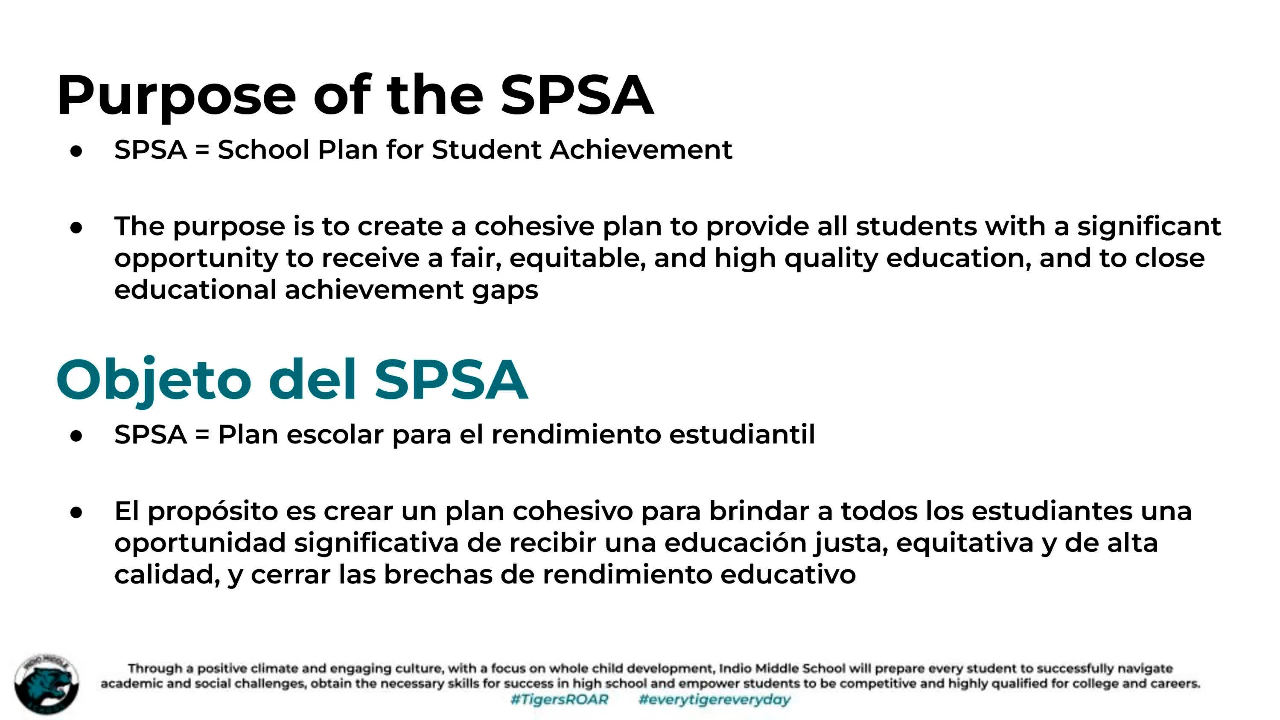 Purpose of the SPSA
● SPSA = School Plan for Student Achievement
● The purpose is to create a cohesive plan to provide all students with a significant
opportunity to receive a fair, equitable, and high quality education, and to close
educational achievement gaps
Objeto del SPSA
● SPSA = Plan escolar para el rendimiento estudiantil
● El propósito es crear un plan cohesivo para brindar a todos los estudiantes una
oportunidad significativa de recibir una educación justa, equitativa y de alta
calidad, y cerrar las brechas de rendimiento educativo
INDIO MIDDLE
Through a positive climate and engaging culture, with a focus on whole child development, Indio Middle School will prepare every student to successfully navigate
academic and social challenges, obtain the necessary skills for success in high school and empower students to be competitive and highly qualified for college and careers.
#TigersROAR #everytigereveryday